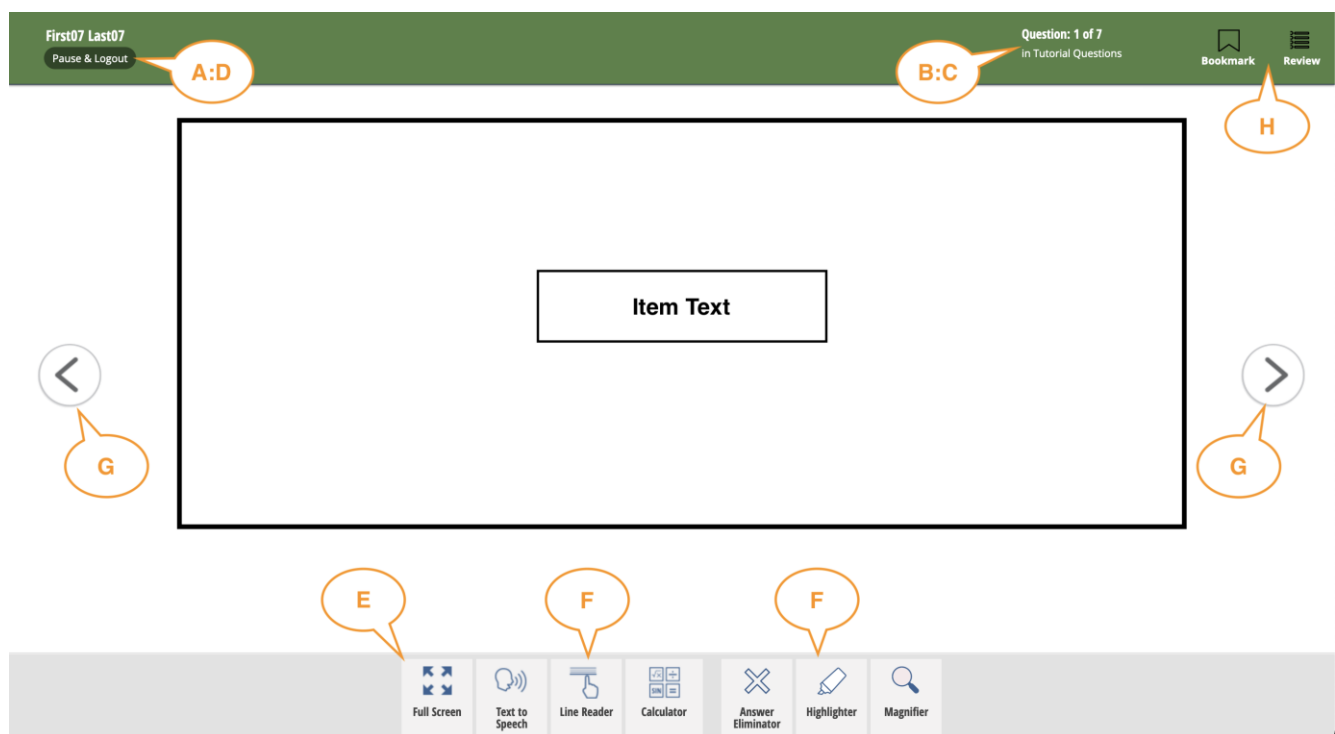 First07 Last07
Pause & Logout
A:D
B:C
Question: 1 of 7
in Tutorial Questions
Bookmark
Review
H
Item Text
G
G
E
F
F
Full Screen
Text to
Speech
Line Reader
Calculator
Answer
Eliminator
Highlighter
Magnifier
√x ÷
SIN =